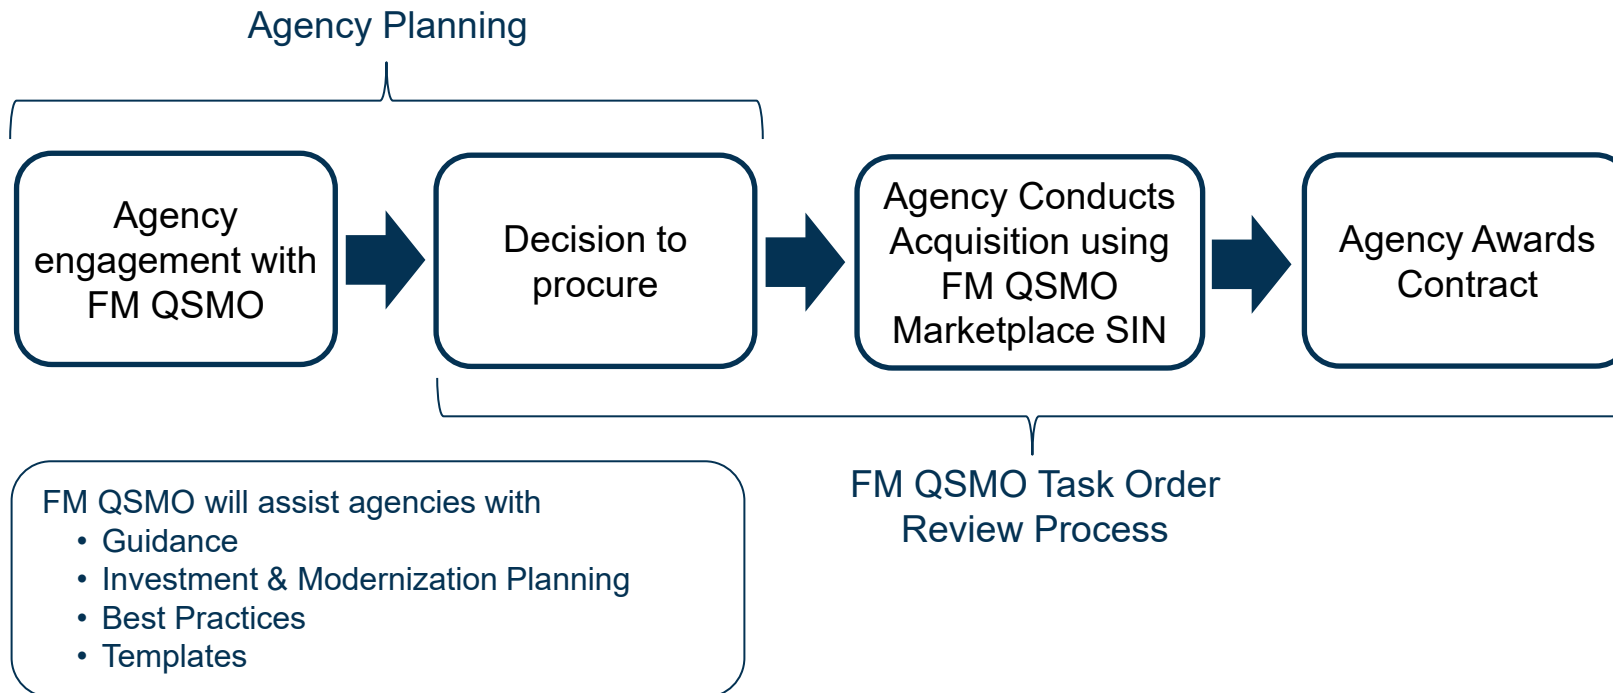 Agency Planning
Agency
engagement with
FM QSMO
Decision to
procure
Agency Conducts
Acquisition using
FM QSMO
Marketplace SIN
Agency Awards
Contract
FM QSMO Task Order
Review Process
FM QSMO will assist agencies with
• Guidance
• Investment & Modernization Planning
• Best Practices
• Templates